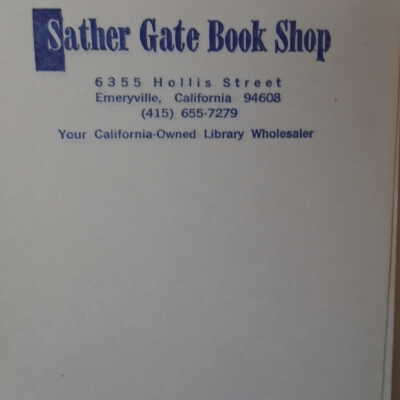 Sather Gate Book Shop
6355 Hollis Street
Emeryville, California 94608
(415) 655-7279
Your California-Owned Library Wholesaler